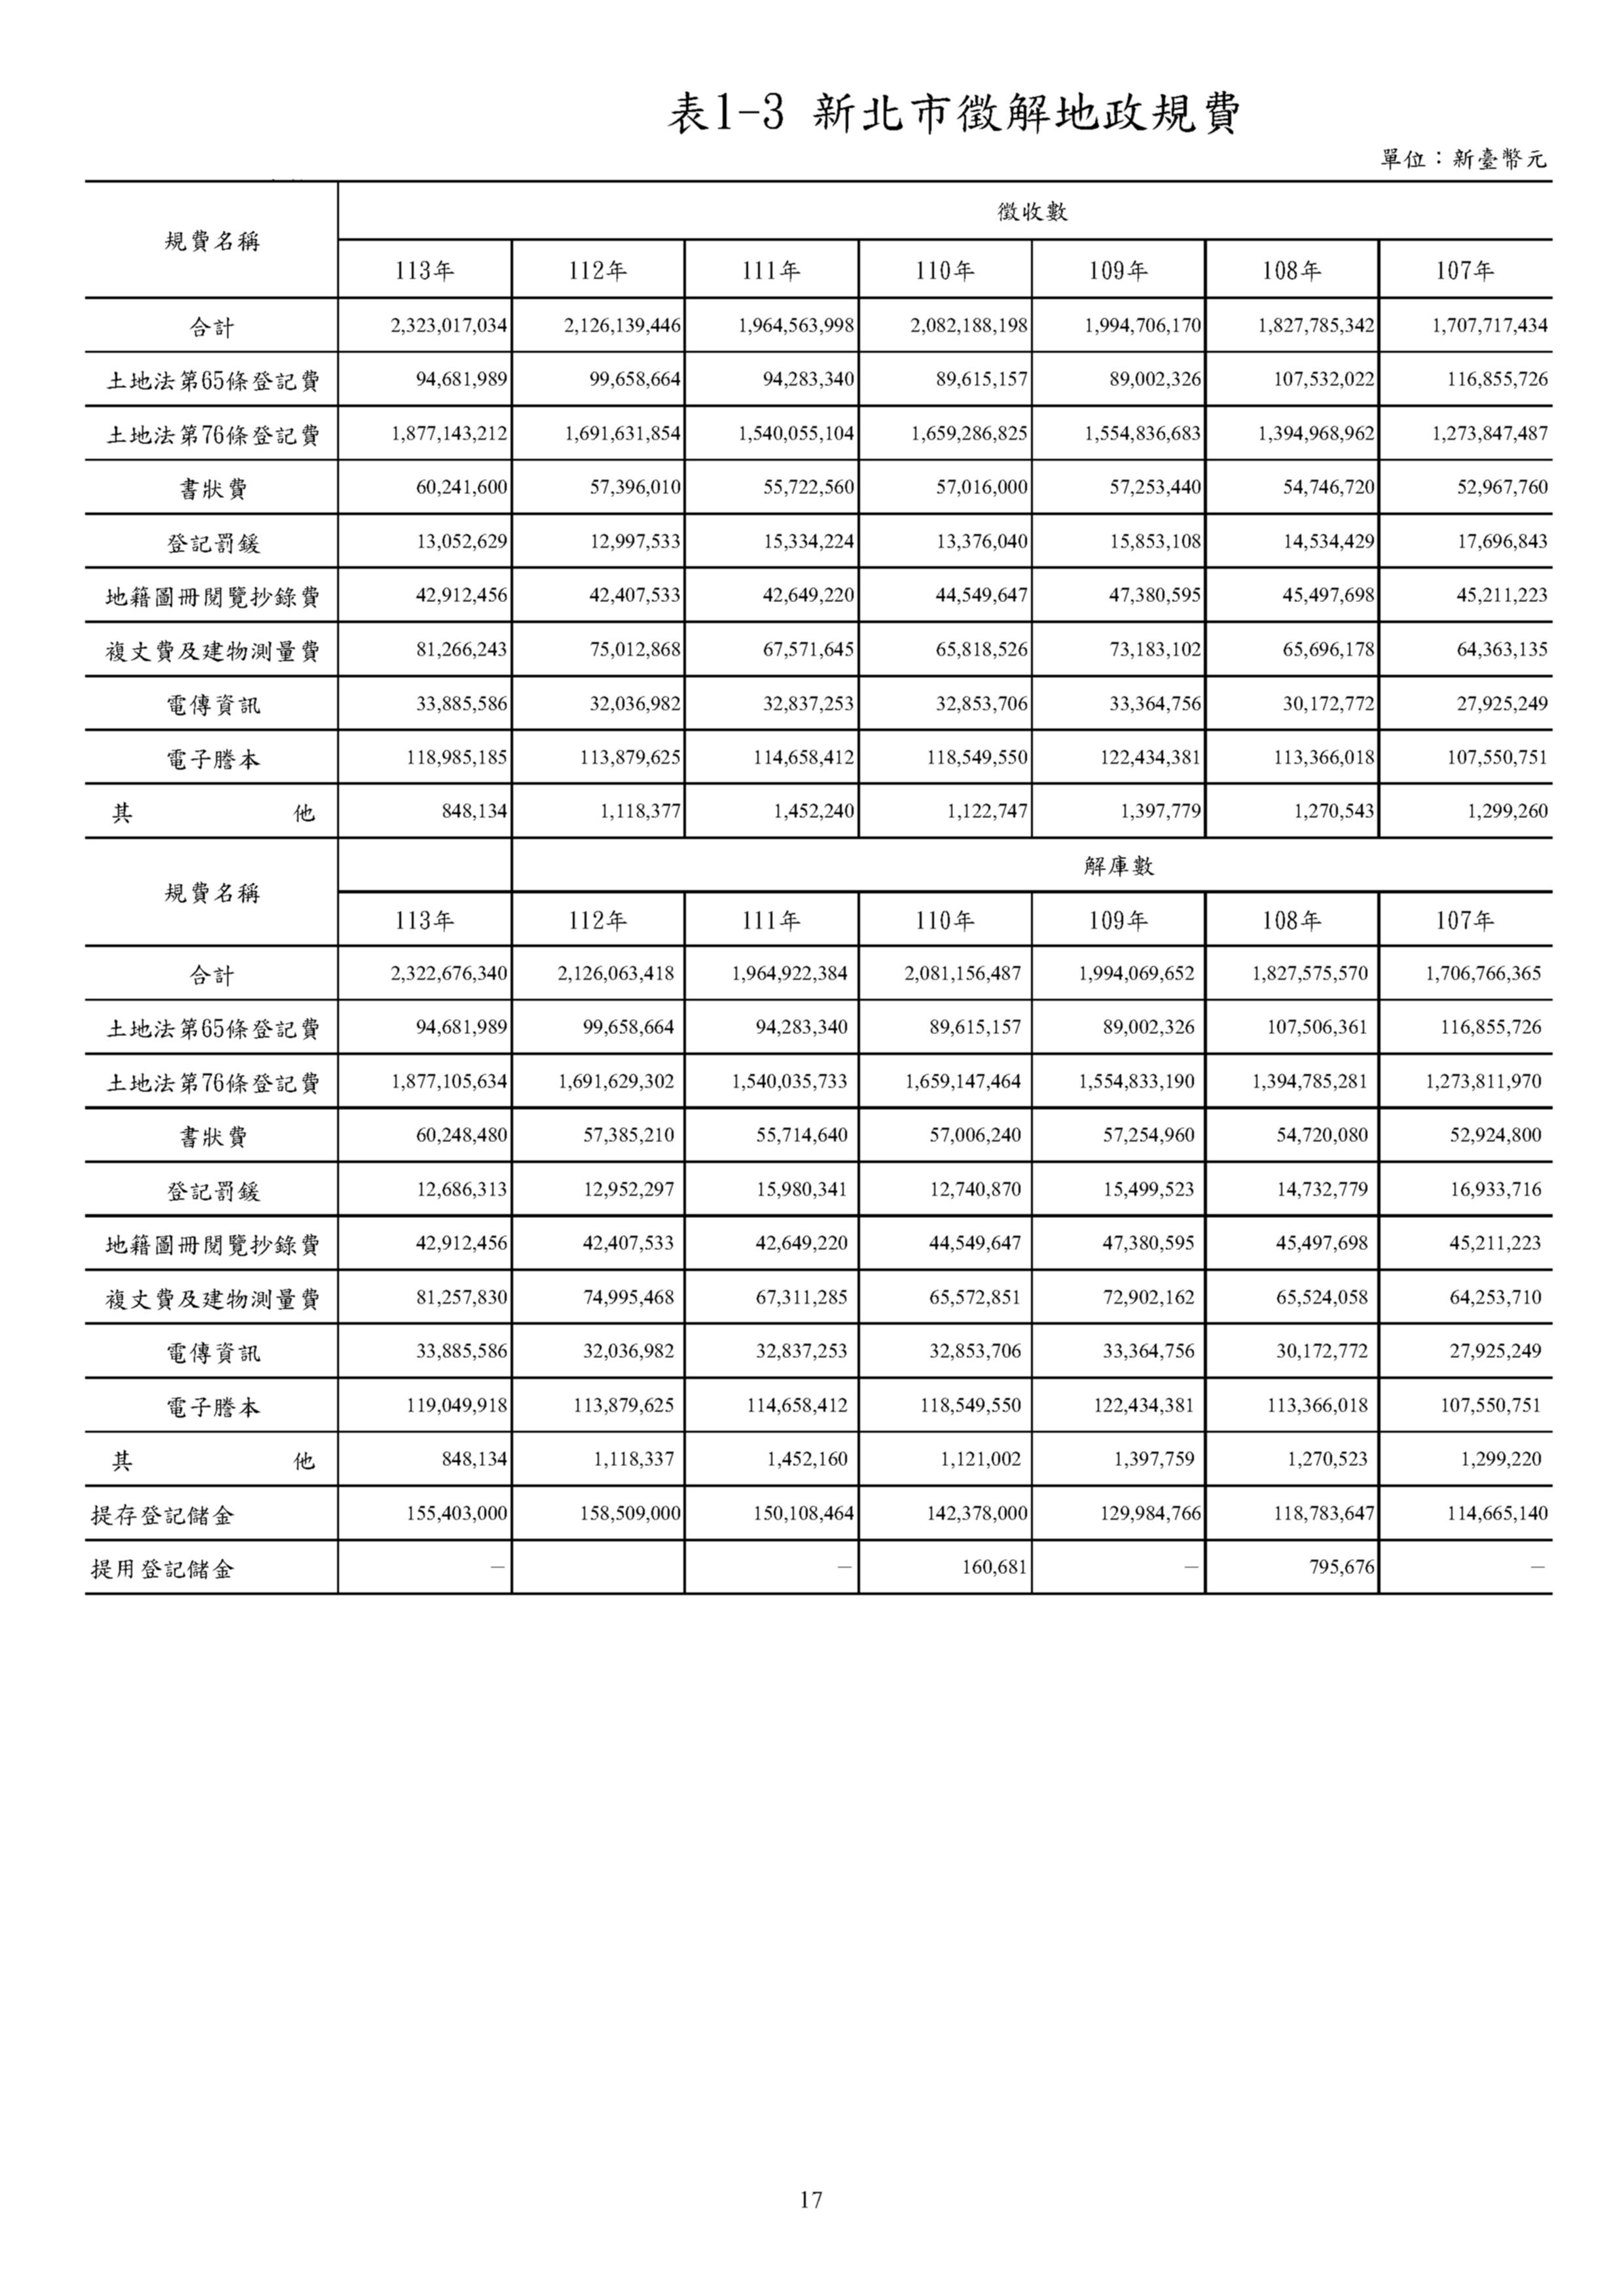 表1-3 新北市徵解地政規費
單位：新臺幣元
規費名稱 徵收數
113年 112年 111年 110年 109年 108年 107年
合計 2,323,017,034 2,126,139,446 1,964,563,998 2,082,188,198 1,994,706,170 1,827,785,342 1,707,717,434
土地法第65條登記費 94,681,989 99,658,664 94,283,340 89,615,157 89,002,326 107,532,022 116,855,726
土地法第76條登記費 1,877,143,212 1,691,631,854 1,540,055,104 1,659,286,825 1,554,836,683 1,394,968,962 1,273,847,487
書狀費 60,241,600 57,396,010 55,722,560 57,016,000 57,253,440 54,746,720 52,967,760
登記罰鍰 13,052,629 12,997,533 15,334,224 13,376,040 15,853,108 14,534,429 17,696,843
地籍圖冊閱覽抄錄費 42,912,456 42,407,533 42,649,220 44,549,647 47,380,595 45,497,698 45,211,223
複丈費及建物測量費 81,266,243 75,012,868 67,571,645 65,818,526 73,183,102 65,696,178 64,363,135
電傳資訊 33,885,586 32,036,982 32,837,253 32,853,706 33,364,756 30,172,772 27,925,249
電子謄本 118,985,185 113,879,625 114,658,412 118,549,550 122,434,381 113,366,018 107,550,751
其他 848,134 1,118,377 1,452,240 1,122,747 1,397,779 1,270,543 1,299,260
規費名稱 解庫數
113年 112年 111年 110年 109年 108年 107年
合計 2,322,676,340 2,126,063,418 1,964,922,384 2,081,156,487 1,994,069,652 1,827,575,570 1,706,766,365
土地法第65條登記費 94,681,989 99,658,664 94,283,340 89,615,157 89,002,326 107,506,361 116,855,726
土地法第76條登記費 1,877,105,634 1,691,629,302 1,540,035,733 1,659,147,464 1,554,833,190 1,394,785,281 1,273,811,970
書狀費 60,248,480 57,385,210 55,714,640 57,006,240 57,254,960 54,720,080 52,924,800
登記罰鍰 12,686,313 12,952,297 15,980,341 12,740,870 15,499,523 14,732,779 16,933,716
地籍圖冊閱覽抄錄費 42,912,456 42,407,533 42,649,220 44,549,647 47,380,595 45,497,698 45,211,223
複丈費及建物測量費 81,257,830 74,995,468 67,311,285 65,572,851 72,902,162 65,524,058 64,253,710
電傳資訊 33,885,586 32,036,982 32,837,253 32,853,706 33,364,756 30,172,772 27,925,249
電子謄本 119,049,918 113,879,625 114,658,412 118,549,550 122,434,381 113,366,018 107,550,751
其他 848,134 1,118,337 1,452,160 1,121,002 1,397,759 1,270,523 1,299,220
提存登記儲金 155,403,000 158,509,000 150,108,464 142,378,000 129,984,766 118,783,647 114,665,140
提用登記儲金 — — 160,681 — 795,676 —
17